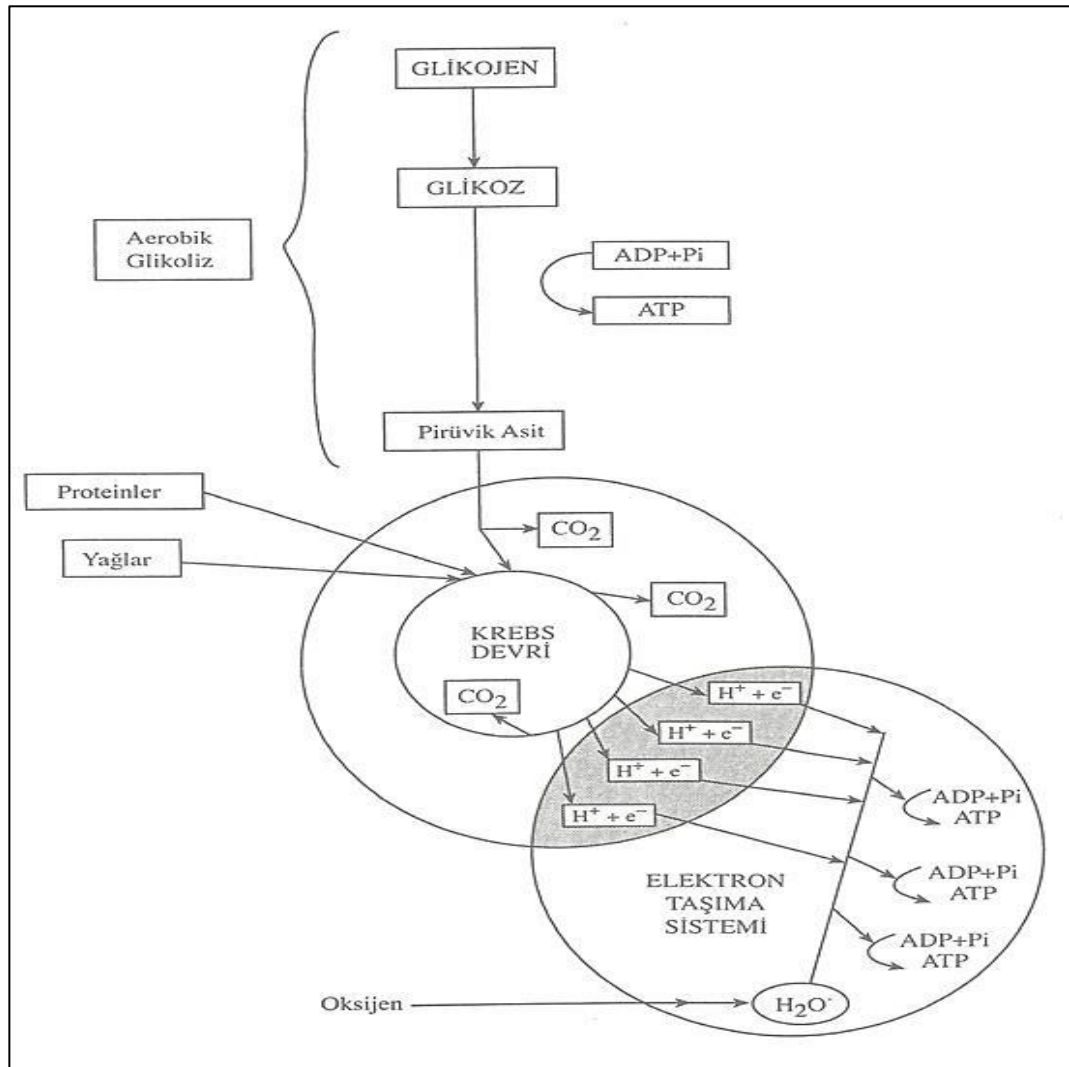 GLİKOJEN
GLİKOZ
Aerobik
Glikoliz
ADP+Pi
ATP
Pirüvik Asit
Proteinler
Yağlar
CO2
CO2
KREBS
DEVRİ
CO2
H+ + e−
H+ + e−
H+ + e−
H+ + e−
ADP+Pi
ATP
ADP+Pi
ATP
ADP+Pi
ATP
ELEKTRON
TAŞIMA
SİSTEMİ
Oksijen
H2O